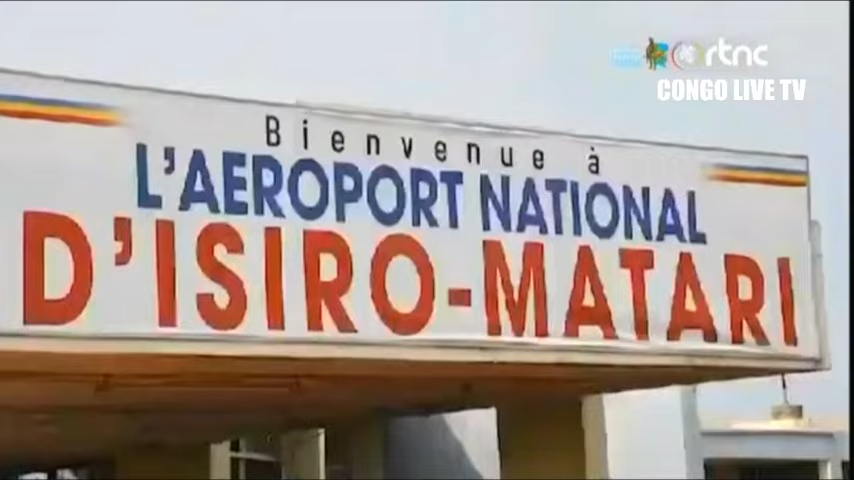 rtnc
CONGO LIVE TV
Bienvenue à
L'AEROPORT NATIONAL
D'ISIRO-MATARI